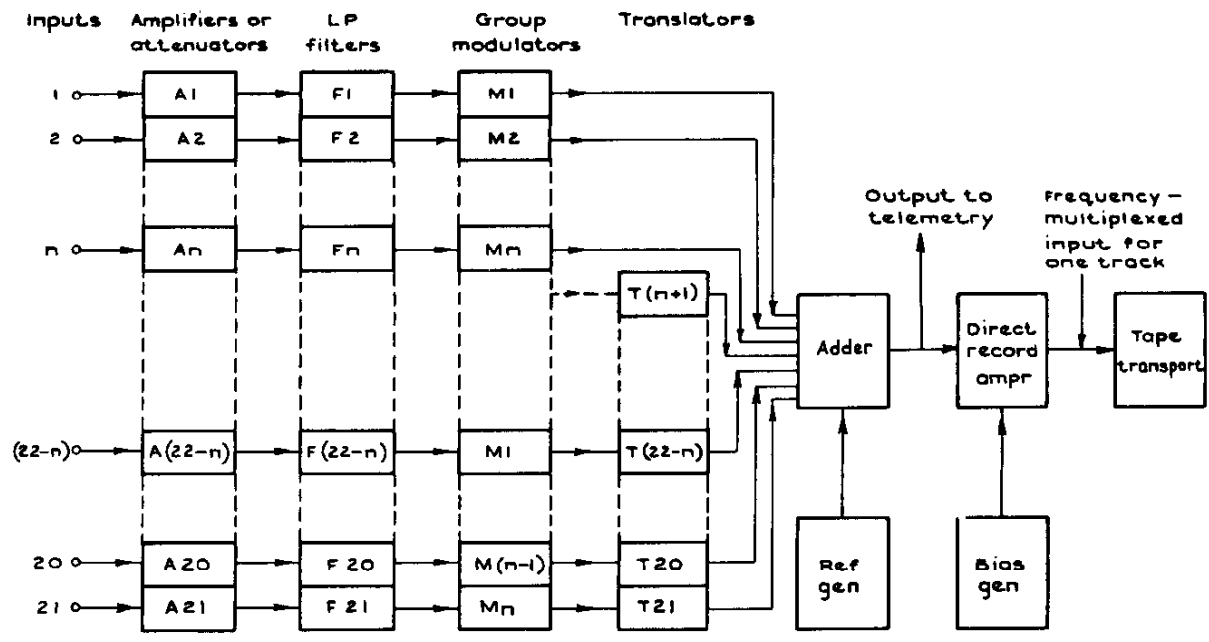 Inputs
Amplifiers or
attenuators
LP
filters
Group
modulators
Translators
1
A1
F1
M1
2
A2
F2
M2
n
An
Fn
Mn
T(n+1)
Output to
telemetry
Frequency –
multiplexed
input for
one track
Adder
Direct
record
ampr
Tape
transport
(22-n)
A(22-n)
F(22-n)
M1
T(22-n)
20
A20
F20
M(n-1)
T20
21
A21
F21
Mn
T21
Ref
gen
Bias
gen